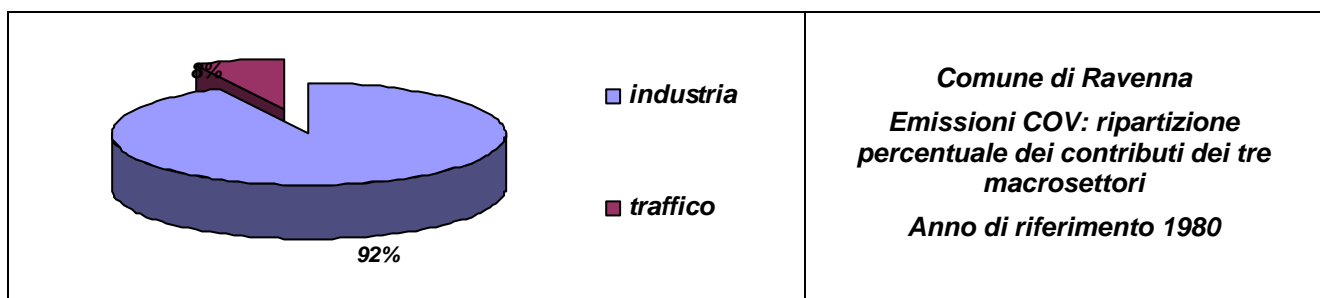 8%
industria
traffico
92%
Comune di Ravenna
Emissioni COV: ripartizione
percentuale dei contributi dei tre
macrosettori
Anno di riferimento 1980